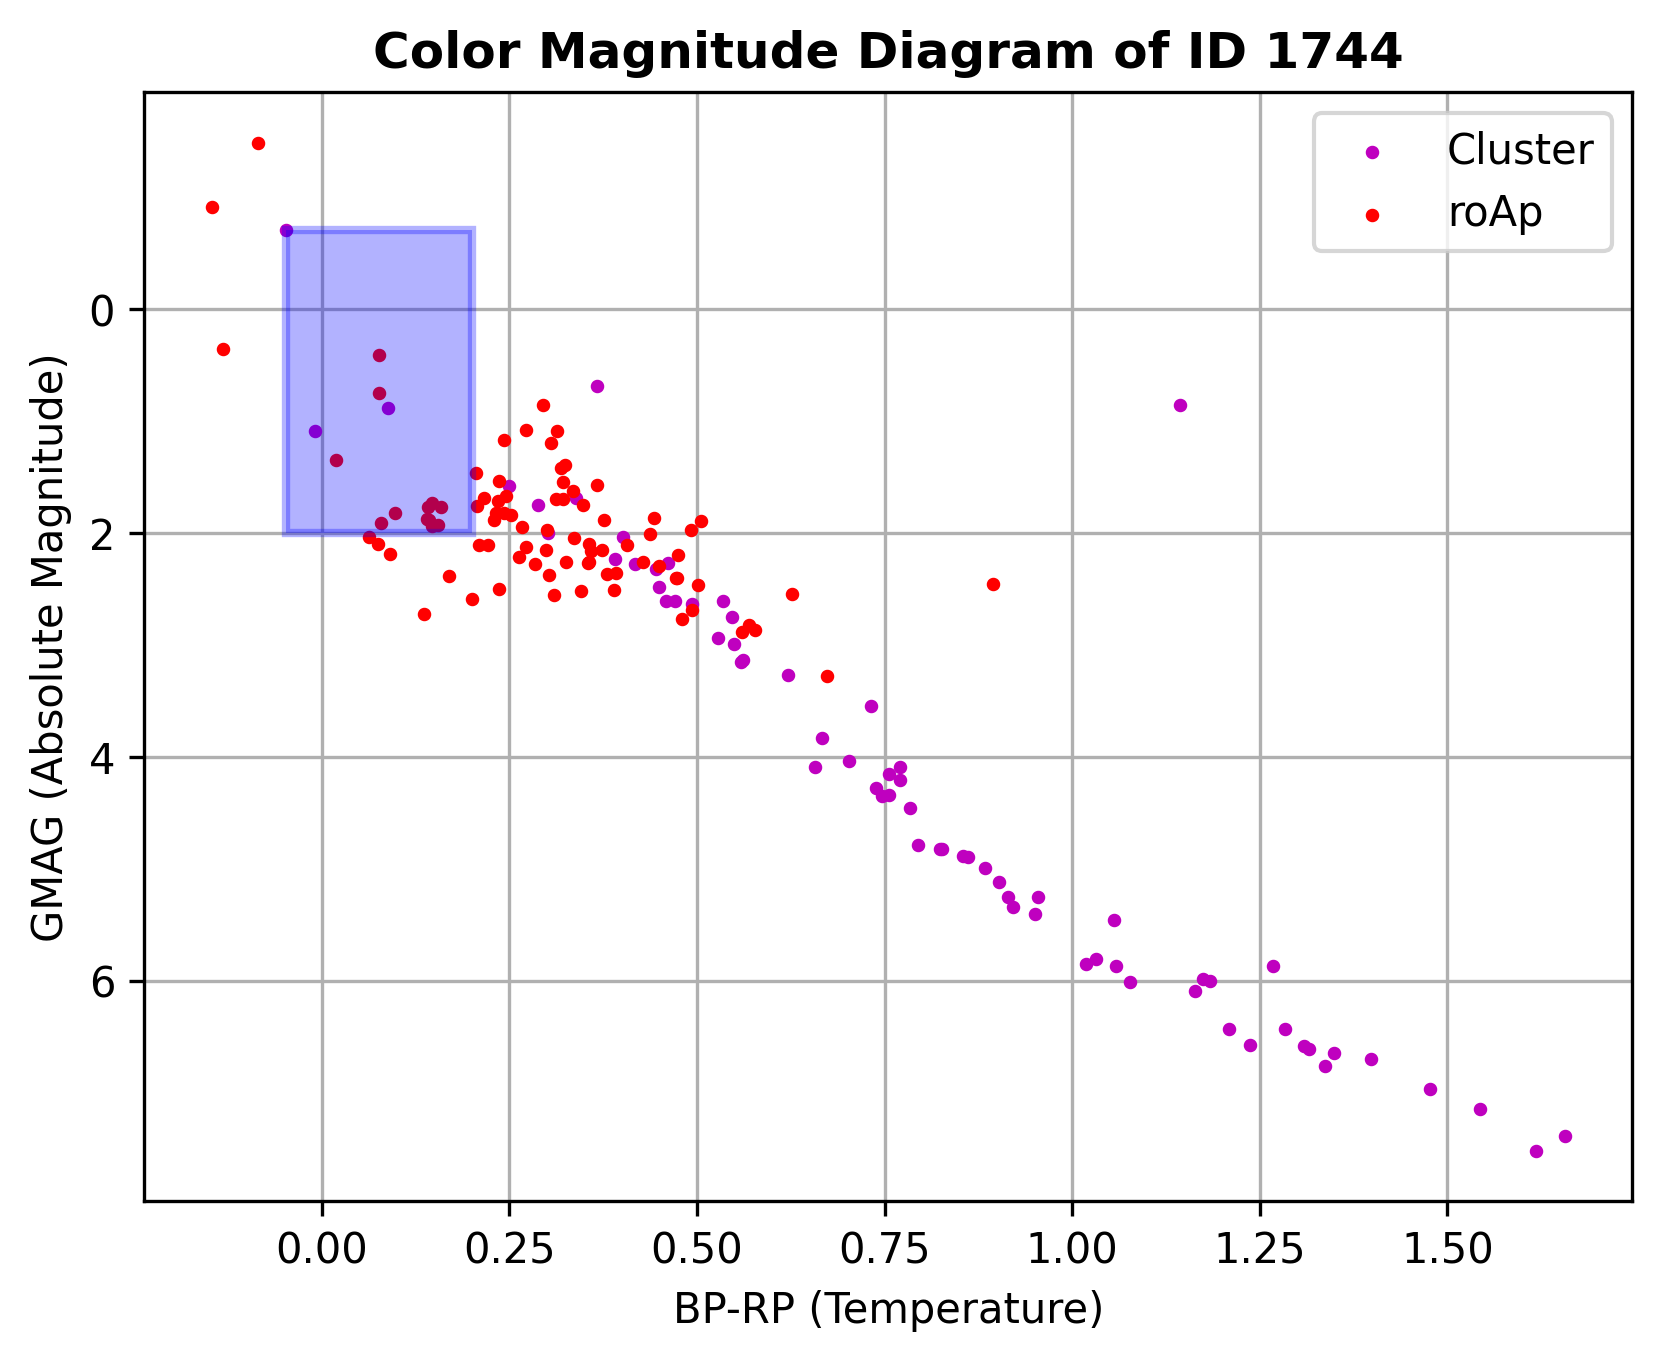 Color Magnitude Diagram of ID 1744
Cluster
roAp
GMAG (Absolute Magnitude)
0
2
4
6
0.00 0.25 0.50 0.75 1.00 1.25 1.50
BP-RP (Temperature)